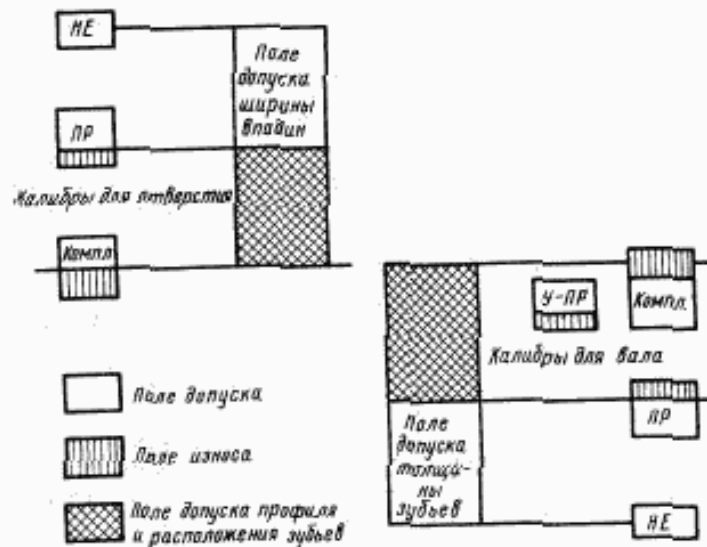 НЕ
Поле
допуска
ширины
впадин
ПР
Калибры для отверстия
Компл.
У-ПР
Компл.
Калибры для вала
Поле допуска
ПР
Поле
допуска
толщи-
ны
зубьев
Поле износа
Поле допуска профиля
и расположения зубьев
НЕ